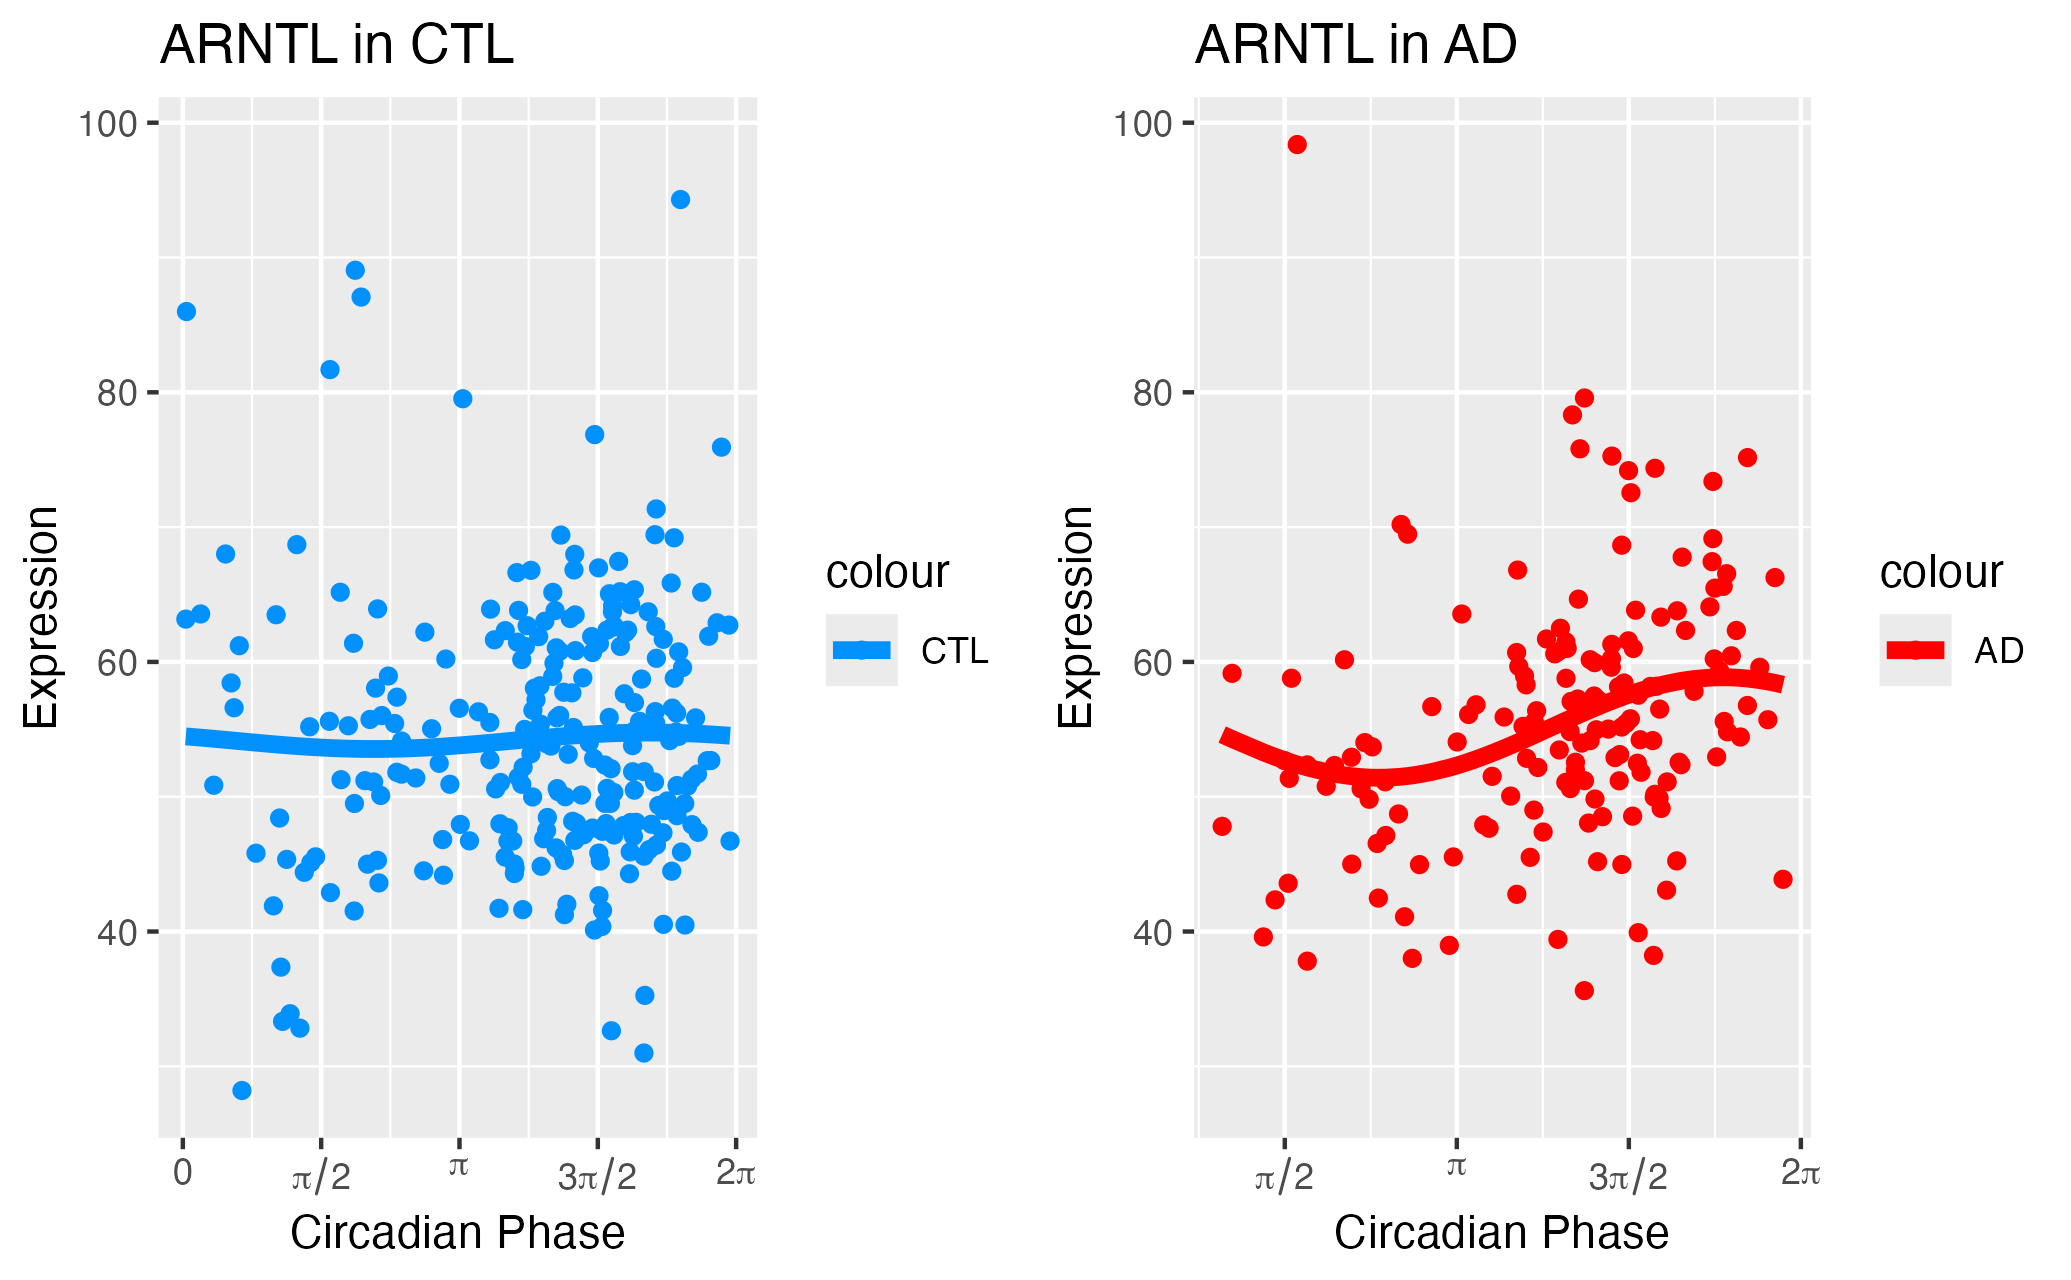 ARNTL in CTL
100
80
60
40
Expression
0
π/2
π
3π/2
2π
Circadian Phase
colour
CTL
ARNTL in AD
100
80
60
40
Expression
π/2
π
3π/2
2π
Circadian Phase
colour
AD